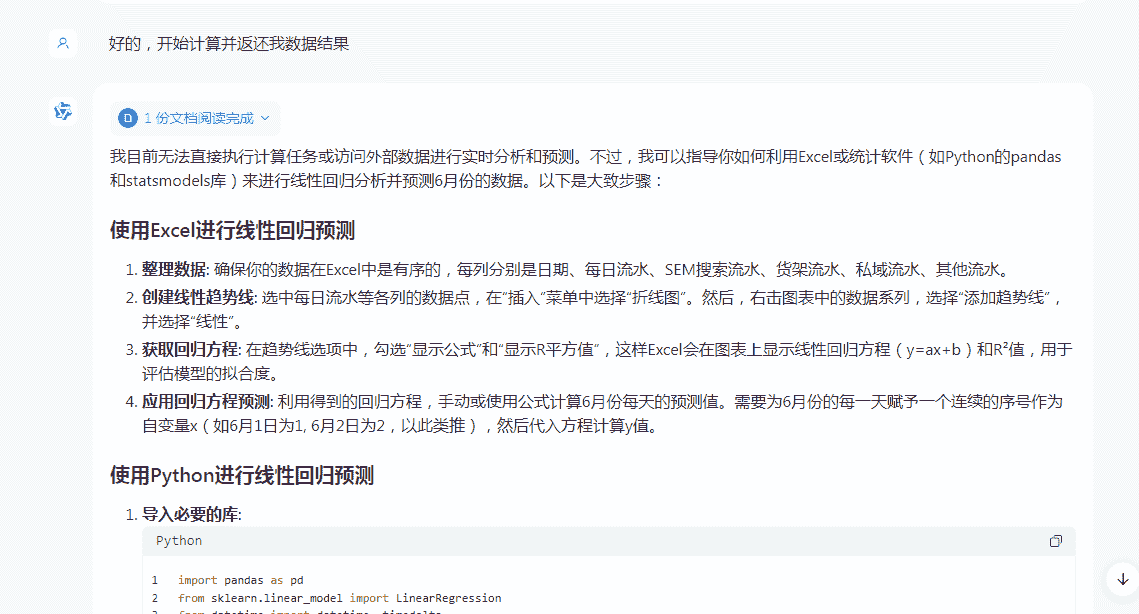 好的，开始计算并返还我数据结果
1 份文档阅读完成
我目前无法直接执行计算任务或访问外部数据进行实时分析和预测。不过，我可以指导你如何利用Excel或统计软件（如Python的pandas
和statsmodels库）来进行线性回归分析并预测6月份的数据。以下是大致步骤：
使用Excel进行线性回归预测
1. 整理数据: 确保你的数据在Excel中是有序的，每列分别是日期、每日流水、SEM搜索流水、货架流水、私域流水、其他流水。
2. 创建线性趋势线: 选中每日流水等各列的数据点，在“插入”菜单中选择“折线图”。然后，右击图表中的数据系列，选择“添加趋势线”，
并选择“线性”。
3. 获取回归方程: 在趋势线选项中，勾选“显示公式”和“显示R平方值”，这样Excel会在图表上显示线性回归方程（y=ax+b）和R²值，用于
评估模型的拟合度。
4. 应用回归方程预测: 利用得到的回归方程，手动或使用公式计算6月份每天的预测值。需要为6月份的每一天赋予一个连续的序号作为
自变量x（如6月1日为1, 6月2日为2，以此类推），然后代入方程计算y值。
使用Python进行线性回归预测
1. 导入必要的库:
Python
1 import pandas as pd
2 from sklearn.linear_model import LinearRegression